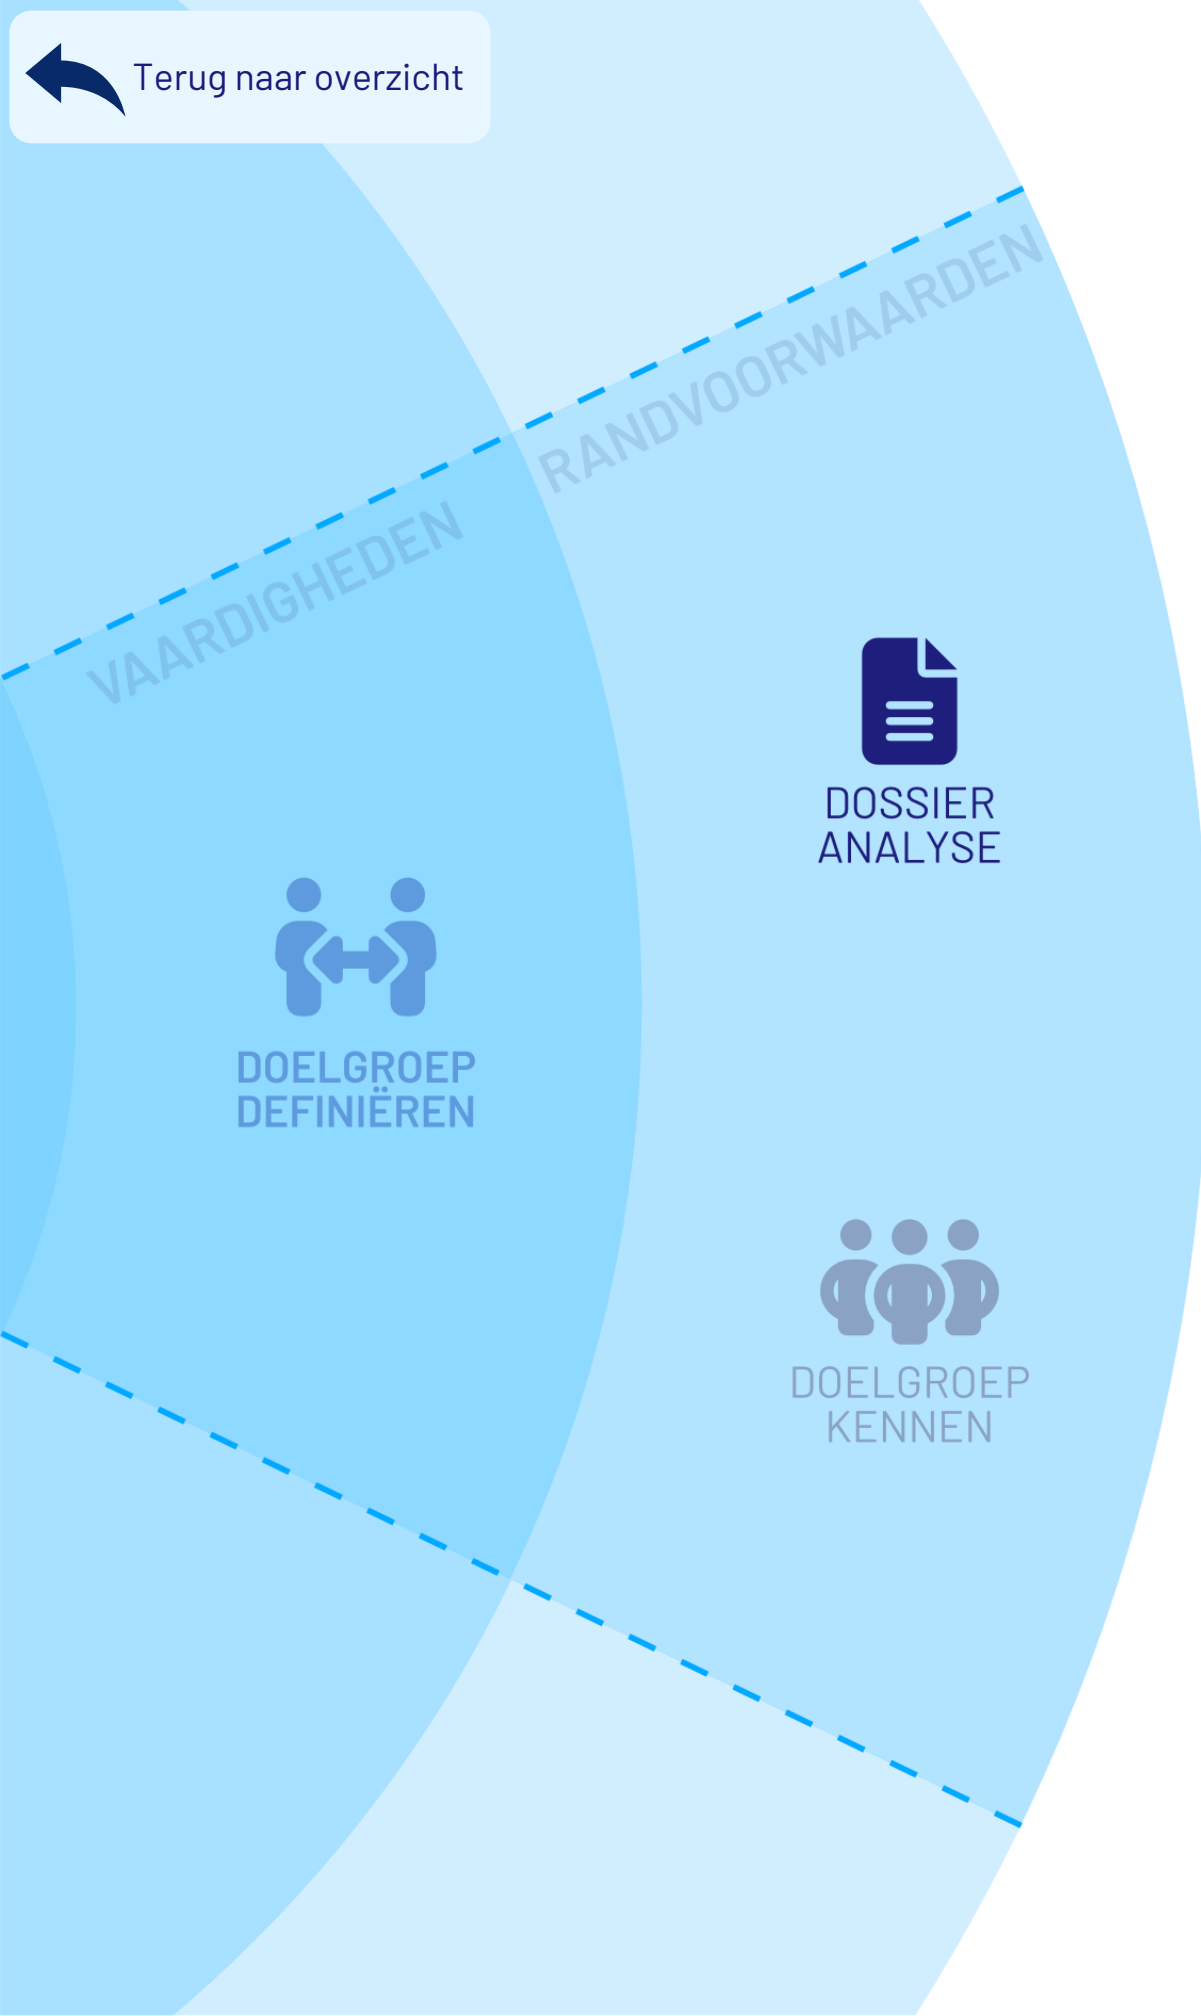 Terug naar overzicht
RANDVOORWAARDEN
VAARDIGHEDEN
DOSSIER
ANALYSE
DOELGROEP
DEFINIËREN
DOELGROEP
KENNEN